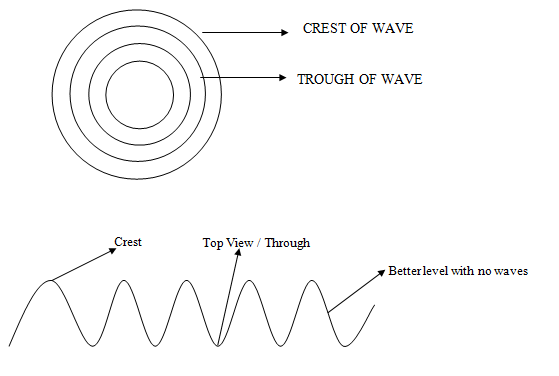 CREST OF WAVE
TROUGH OF WAVE
Crest
Top View / Through
Better level with no waves